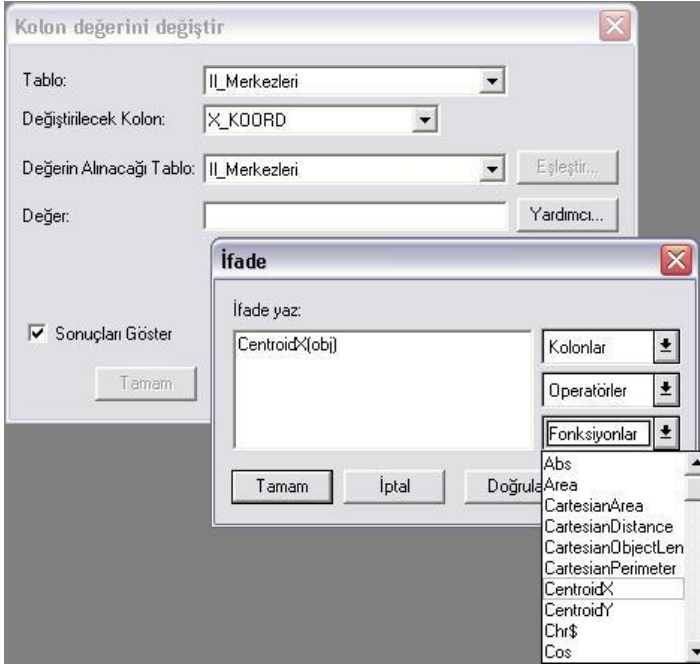 Kolon değerini değiştir
Tablo: Il_Merkezleri
Değiştirilecek Kolon: X_KOORD
Değerin Alınacağı Tablo: Il_Merkezleri Eşleştir...
Değer: Yardımcı...
İfade
İfade yaz:
Sonuçları Göster
CentroidX(obj)
Kolonlar
Tamam
Operatörler
Fonksiyonlar
Tamam İptal Doğrula
Abs
Area
CartesianArea
CartesianDistance
CartesianObjectLen
CartesianPerimeter
CentroidX
CentroidY
Chr$
Cos